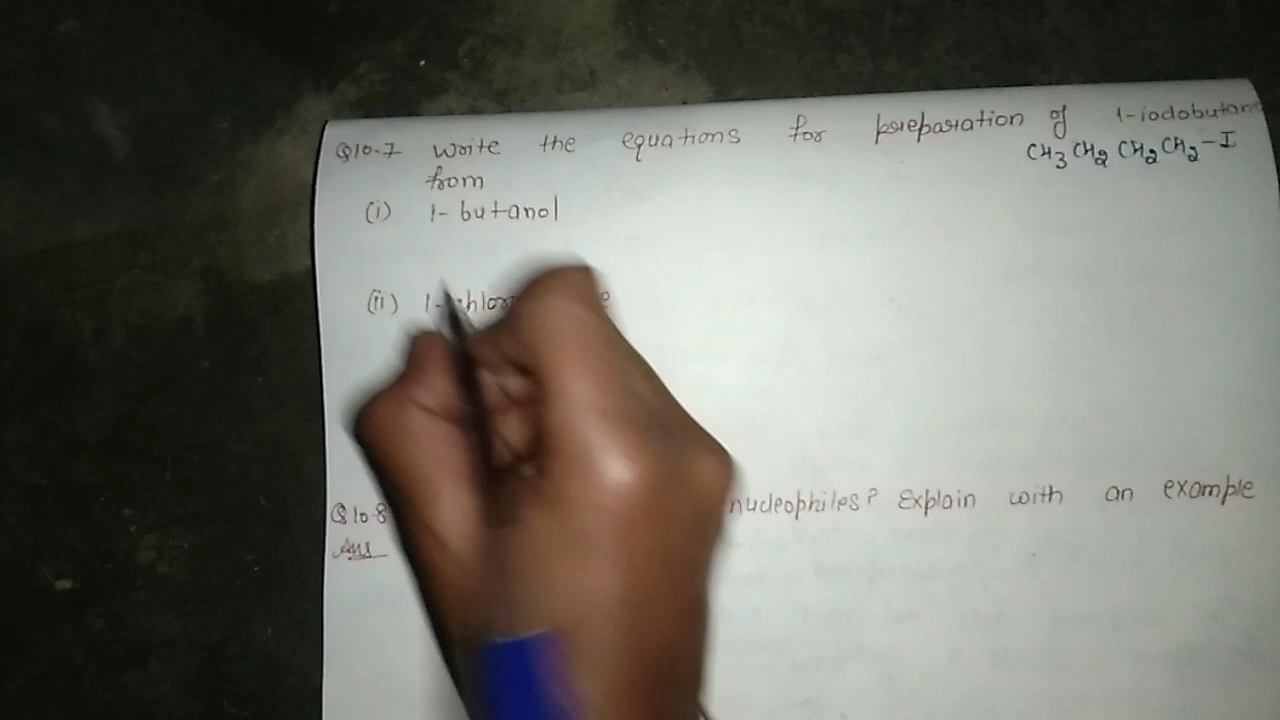 Q10.7 Write the equations for preparation of 1-iodobutane
CH3 CH2 CH2 CH2-I
from
(i) 1-butanol
(ii)
Q10.8 nucleophiles? Explain with an example
Ans